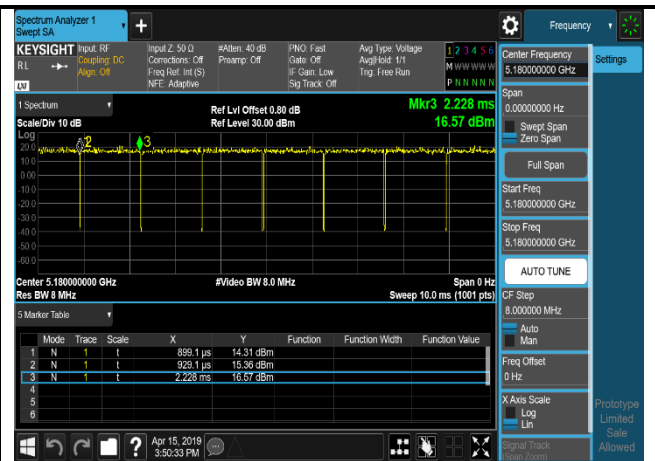 Spectrum Analyzer 1
Swept SA
Frequency
KEYSIGHT
RL
LXI
Input: RF
Coupling: DC
Align: Off
Input Z: 50 Ω
Corrections: Off
Freq Ref: Int (S)
NFE: Adaptive
#Atten: 40 dB
Preamp: Off
PNO: Fast
Gate: Off
IF Gain: Low
Sig Track: Off
Avg Type: Voltage
Avg|Hold: 1/1
Trig: Free Run
1 2 3 4 5 6
M W W W W W
P N N N N N
1 Spectrum
Scale/Div 10 dB
Ref Lvl Offset 0.80 dB
Ref Level 30.00 dBm
Mkr3 2.228 ms
16.57 dBm
Log
20.0
10.0
0.00
-10.0
-20.0
-30.0
-40.0
-50.0
-60.0
2
3
Center 5.180000000 GHz
Res BW 8 MHz
#Video BW 8.0 MHz
Span 0 Hz
Sweep 10.0 ms (1001 pts)
5 Marker Table
Mode Trace Scale X Y Function Function Width Function Value
1 N 1 t 899.1 µs 14.31 dBm
2 N 1 t 929.1 µs 15.36 dBm
3 N 1 t 2.228 ms 16.57 dBm
4
5
6
Apr 15, 2019
3:50:33 PM
Center Frequency
5.180000000 GHz
Span
0.00000000 Hz
Swept Span
Zero Span
Full Span
Start Freq
5.180000000 GHz
Stop Freq
5.180000000 GHz
AUTO TUNE
CF Step
8.000000 MHz
Auto
Man
Freq Offset
0 Hz
X Axis Scale
Log
Lin
Signal Track
(Span Zoom)
Settings
Prototype
Limited
Sale
Allowed